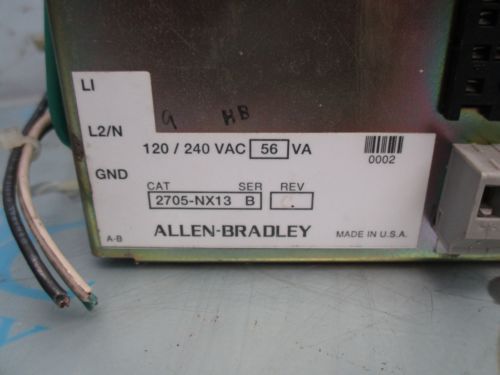 LI
L2/N
GND
9 HB
120 / 240 VAC 56 VA
0002
CAT SER REV
2705-NX13 B
A-B
ALLEN-BRADLEY
MADE IN U.S.A.